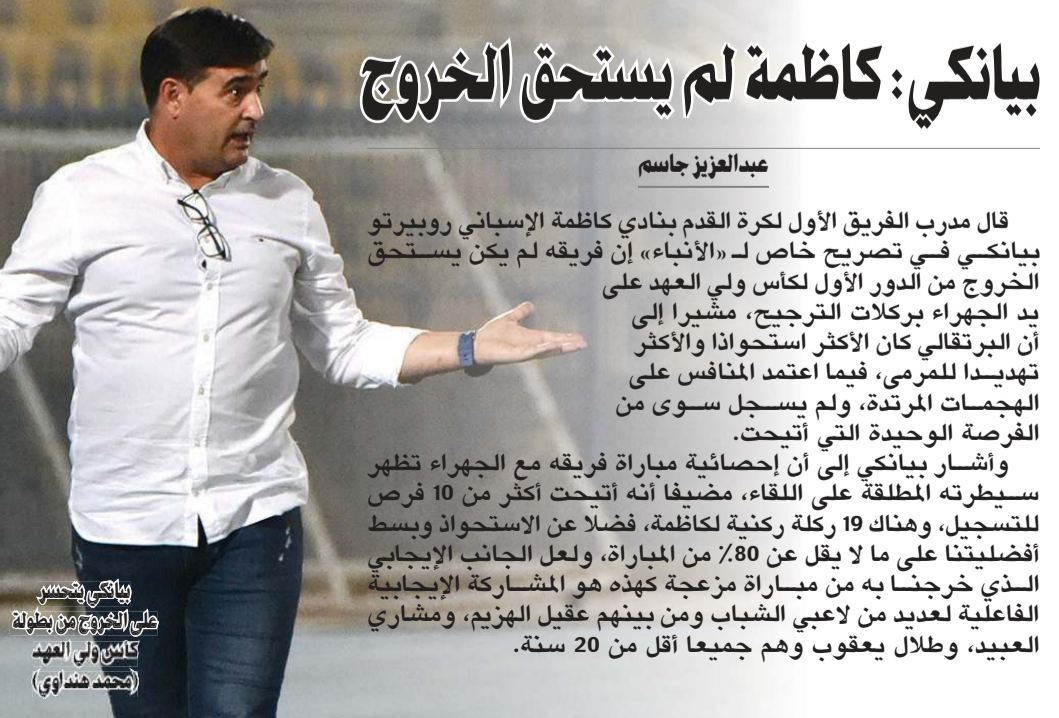 بيانكي: كاظمة لم يستحق الخروج
عبدالعزيز جاسم
قال مدرب الفريق الأول لكرة القدم بنادي كاظمة الإسباني روبيرتو
بيانكي في تصريح خاص لـ «الأنباء» إن فريقه لم يكن يستحق
الخروج من الدور الأول لكأس ولي العهد على
يد الجهراء بركلات الترجيح، مشيرا إلى
أن البرتقالي كان الأكثر استحواذا والأكثر
تهديدا للمرمى، فيما اعتمد المنافس على
الهجمات المرتدة، ولم يسجل سوى من
الفرصة الوحيدة التي أتيحت.
وأشار بيانكي إلى أن إحصائية مباراة فريقه مع الجهراء تظهر
سيطرته المطلقة على اللقاء، مضيفا أنه أتيحت أكثر من 10 فرص
للتسجيل، وهناك 19 ركلة ركنية لكاظمة، فضلا عن الاستحواذ وبسط
أفضليتنا على ما لا يقل عن 80٪ من المباراة، ولعل الجانب الإيجابي
الذي خرجنا به من مباراة مزعجة كهذه هو المشاركة الإيجابية
الفاعلية لعديد من لاعبي الشباب ومن بينهم عقيل الهزيم، ومشاري
العبيد، وطلال يعقوب وهم جميعا أقل من 20 سنة.
بيانكي يتحسر
على الخروج من بطولة
كأس ولي العهد
(محمد هنداوي)